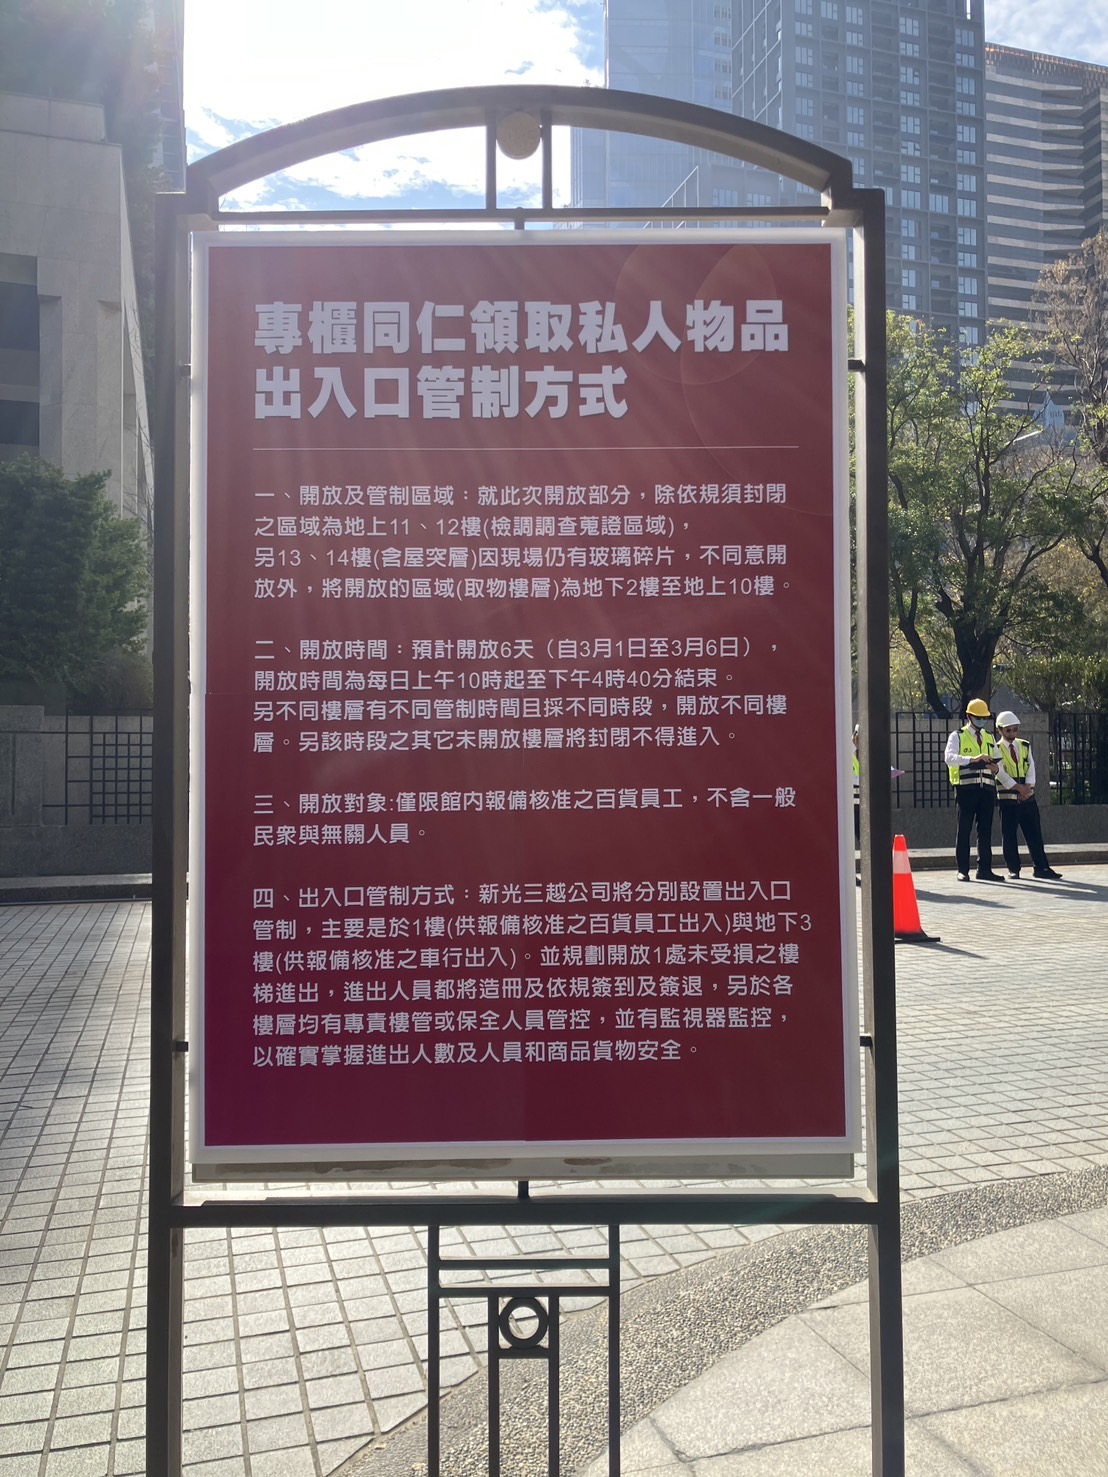 專櫃同仁領取私人物品
出入口管制方式
一、開放及管制區域：就此次開放部分，除依規須封閉
之區域為地上11、12樓(檢調調查蒐證區域)，
另13、14樓(含屋突層)因現場仍有玻璃碎片，不同意開
放外，將開放的區域(取物樓層)為地下2樓至地上10樓。
二、開放時間：預計開放6天（自3月1日至3月6日），
開放時間為每日上午10時起至下午4時40分結束。
另不同樓層有不同管制時間且採不同時段，開放不同樓
層。另該時段之其它未開放樓層將封閉不得進入。
三、開放對象:僅限館內報備核准之百貨員工，不含一般
民眾與無關人員。
四、出入口管制方式：新光三越公司將分別設置出入口
管制，主要是於1樓(供報備核准之百貨員工出入)與地下3
樓(供報備核准之車行出入)。並規劃開放1處未受損之樓
梯進出，進出人員都將造冊及依規簽到及簽退，另於各
樓層均有專責樓管或保全人員管控，並有監視器監控，
以確實掌握進出人數及人員和商品貨物安全。